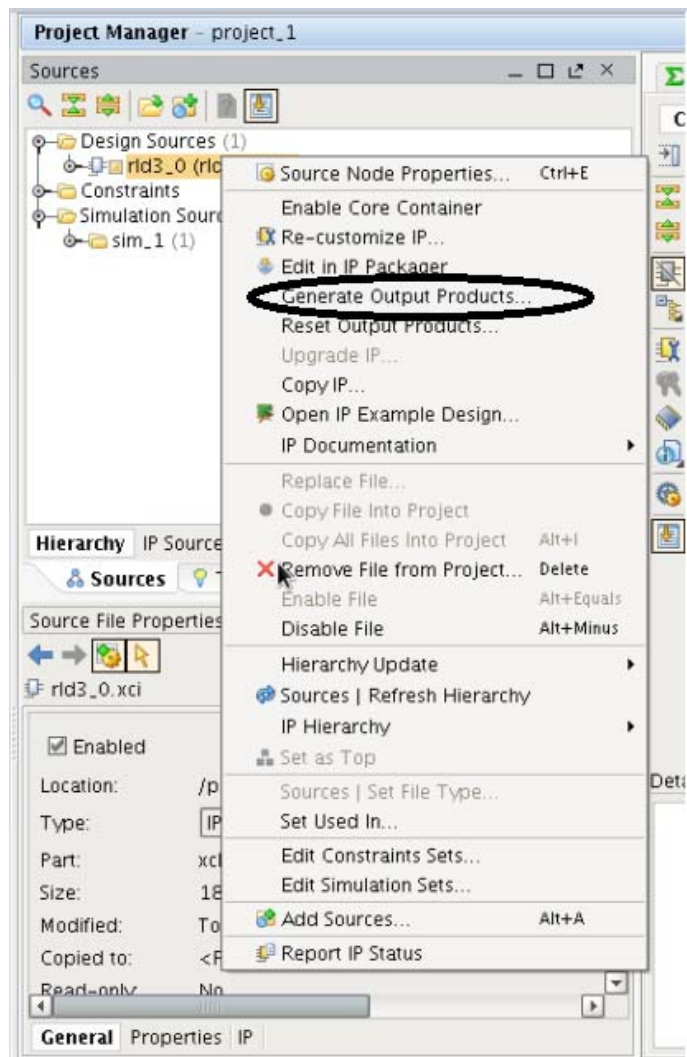 Project Manager - project_1
Sources
Σ
Design Sources (1)
rld3_0 (rld
Constraints
Simulation Sour
sim_1 (1)
Source Node Properties... Ctrl+E
Enable Core Container
Re-customize IP...
Edit in IP Packager
Generate Output Products...
Reset Output Products...
Upgrade IP...
Copy IP...
Open IP Example Design...
IP Documentation
Replace File...
Copy File Into Project
Copy All Files Into Project Alt+I
Remove File from Project... Delete
Enable File Alt+Equals
Disable File Alt+Minus
Hierarchy Update
Sources | Refresh Hierarchy
IP Hierarchy
Set as Top
Sources | Set File Type...
Set Used In...
Edit Constraints Sets...
Edit Simulation Sets...
Add Sources... Alt+A
Report IP Status
Hierarchy IP Source
Sources
Source File Properties
rld3_0.xci
Enabled
Location: /p
Type: IP
Part: xc
Size: 18
Modified: To
Copied to: <P
Read-only: No
General Properties IP
Deta